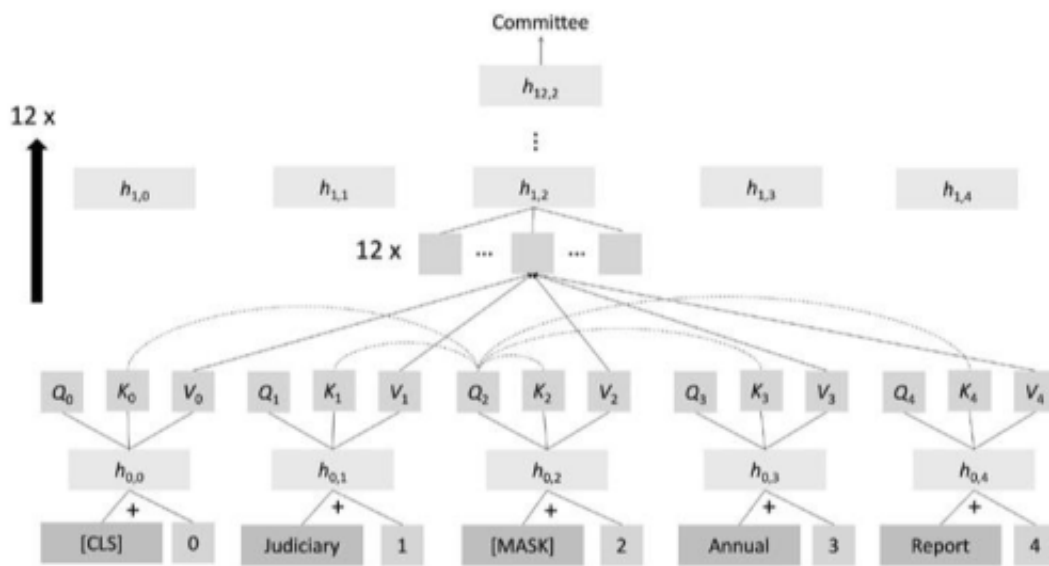 Committee
h12,2
12 x
⋮
h1,0 h1,1 h1,2 h1,3 h1,4
12 x ... ...
Q0 K0 V0 Q1 K1 V1 Q2 K2 V2 Q3 K3 V3 Q4 K4 V4
h0,0 h0,1 h0,2 h0,3 h0,4
+ + + + +
[CLS] 0 Judiciary 1 [MASK] 2 Annual 3 Report 4